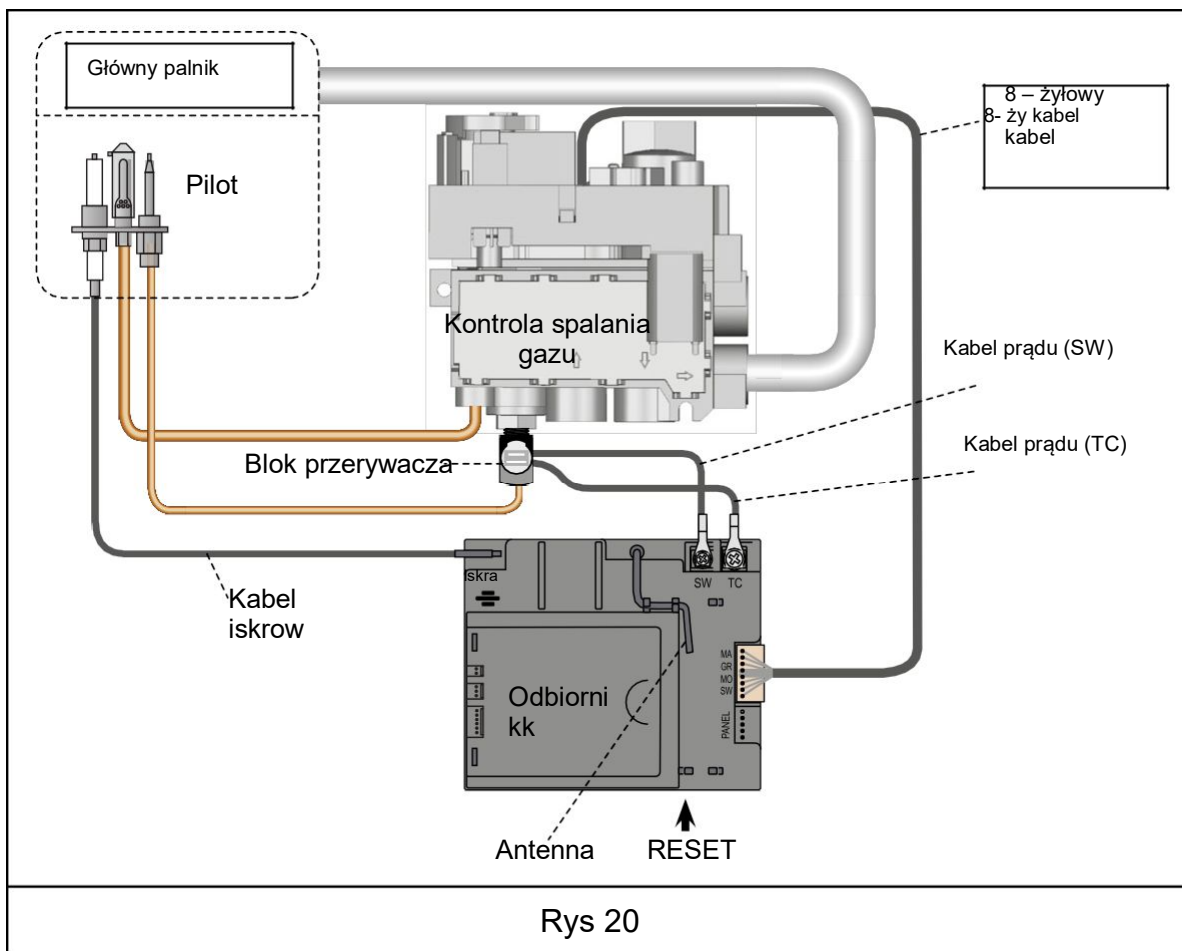 Główny palnik
8 – żyłowy
8- ży kabel
kabel
Pilot
Kontrola spalania
gazu
Kabel prądu (SW)
Kabel prądu (TC)
Blok przerywacza
iskra
SW TC
Kabel
iskrow
MA
GR
MO
SW
PANEL
Odbiorni
kk
Antenna
RESET
Rys 20